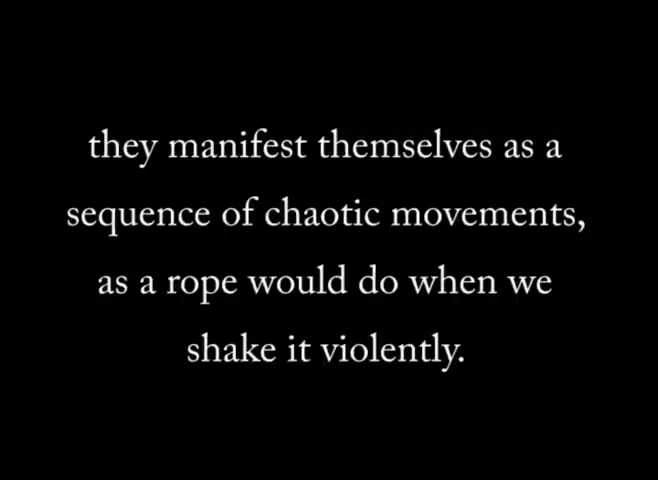 they manifest themselves as a
sequence of chaotic movements,
as a rope would do when we
shake it violently.